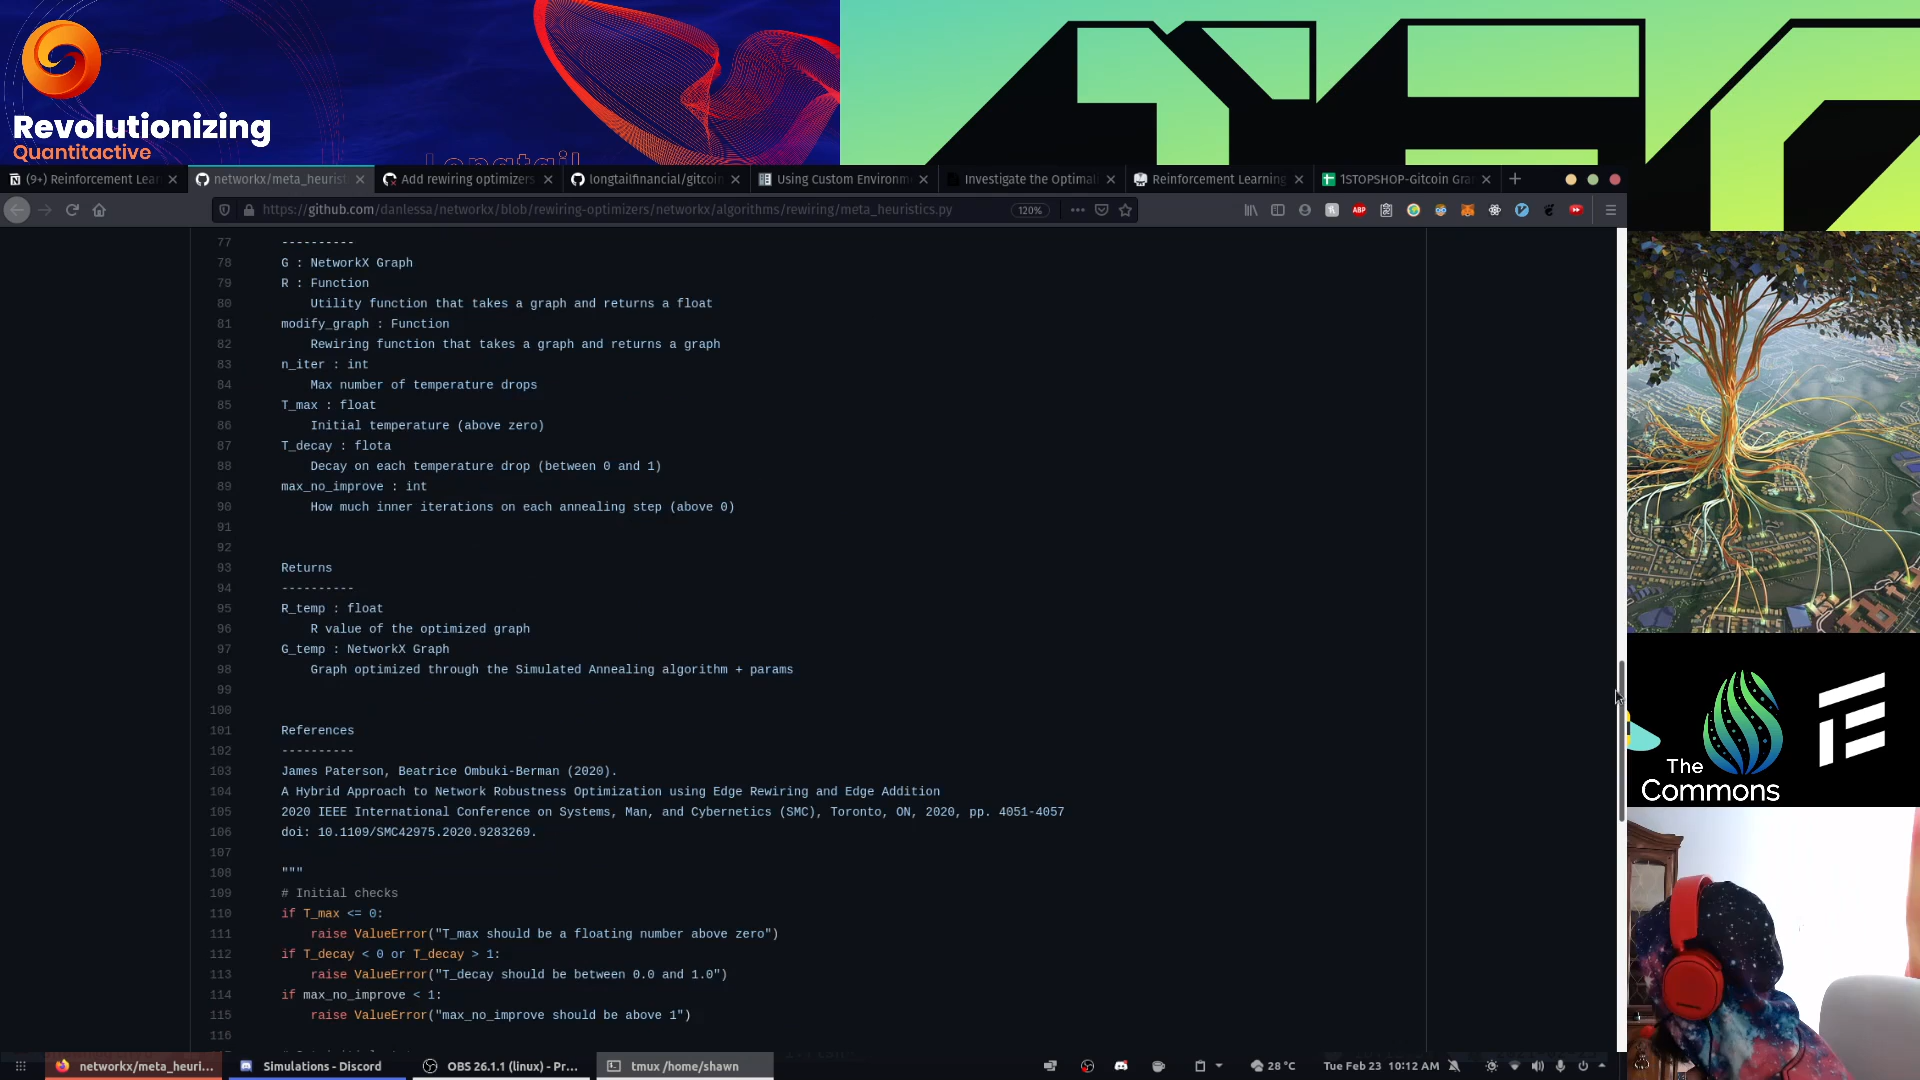 Revolutionizing
Quantitactive
Longtail
(9+) Reinforcement Lear
networkx/meta_heurist
Add rewiring optimizers
longtailfinancial/gitcoin
Using Custom Environm
Investigate the Optimal
Reinforcement Learning
1STOPSHOP-Gitcoin Gra
https://github.com/danlessa/networkx/blob/rewiring-optimizers/networkx/algorithms/rewiring/meta_heuristics.py
120%
ABP
77 ----------
78 G : NetworkX Graph
79 R : Function
80 Utility function that takes a graph and returns a float
81 modify_graph : Function
82 Rewiring function that takes a graph and returns a graph
83 n_iter : int
84 Max number of temperature drops
85 T_max : float
86 Initial temperature (above zero)
87 T_decay : flota
88 Decay on each temperature drop (between 0 and 1)
89 max_no_improve : int
90 How much inner iterations on each annealing step (above 0)
91
92
93 Returns
94 ----------
95 R_temp : float
96 R value of the optimized graph
97 G_temp : NetworkX Graph
98 Graph optimized through the Simulated Annealing algorithm + params
99
100
101 References
102 ----------
103 James Paterson, Beatrice Ombuki-Berman (2020).
104 A Hybrid Approach to Network Robustness Optimization using Edge Rewiring and Edge Addition
105 2020 IEEE International Conference on Systems, Man, and Cybernetics (SMC), Toronto, ON, 2020, pp. 4051-4057
106 doi: 10.1109/SMC42975.2020.9283269.
107
108 """
109 # Initial checks
110 if T_max <= 0:
111 raise ValueError("T_max should be a floating number above zero")
112 if T_decay < 0 or T_decay > 1:
113 raise ValueError("T_decay should be between 0.0 and 1.0")
114 if max_no_improve < 1:
115 raise ValueError("max_no_improve should be above 1")
116
The
Commons
networkx/meta_heuri...
Simulations - Discord
OBS 26.1.1 (linux) - Pr...
tmux /home/shawn
28 °C
Tue Feb 23 10:12 AM